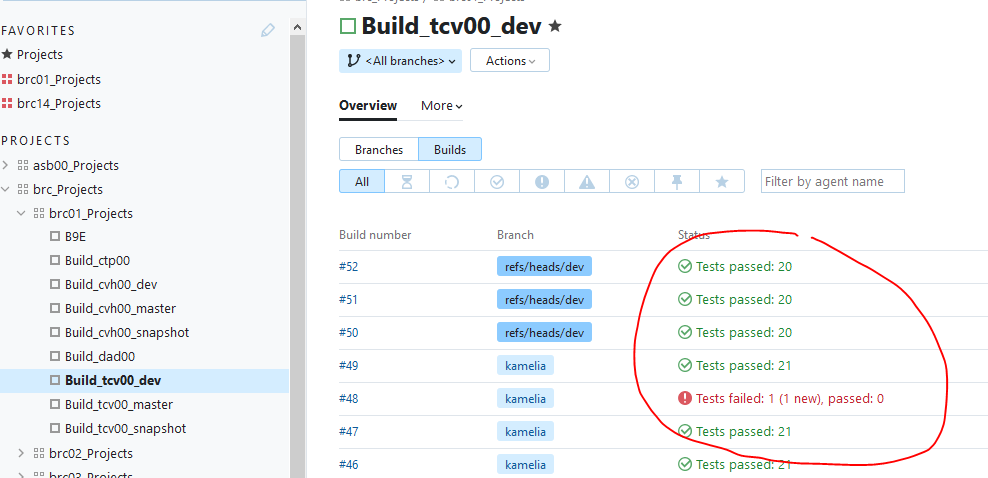 FAVORITES
Projects
brc01_Projects
brc14_Projects
PROJECTS
asb00_Projects
brc_Projects
brc01_Projects
B9E
Build_ctp00
Build_cvh00_dev
Build_cvh00_master
Build_cvh00_snapshot
Build_dad00
Build_tcv00_dev
Build_tcv00_master
Build_tcv00_snapshot
brc02_Projects
brc03_Projects
Build_tcv00_dev
<All branches>
Actions
Overview More
Branches Builds
All Filter by agent name
Build number Branch Status
#52 refs/heads/dev Tests passed: 20
#51 refs/heads/dev Tests passed: 20
#50 refs/heads/dev Tests passed: 20
#49 kamelia Tests passed: 21
#48 kamelia Tests failed: 1 (1 new), passed: 0
#47 kamelia Tests passed: 21
#46 kamelia Tests passed: 21